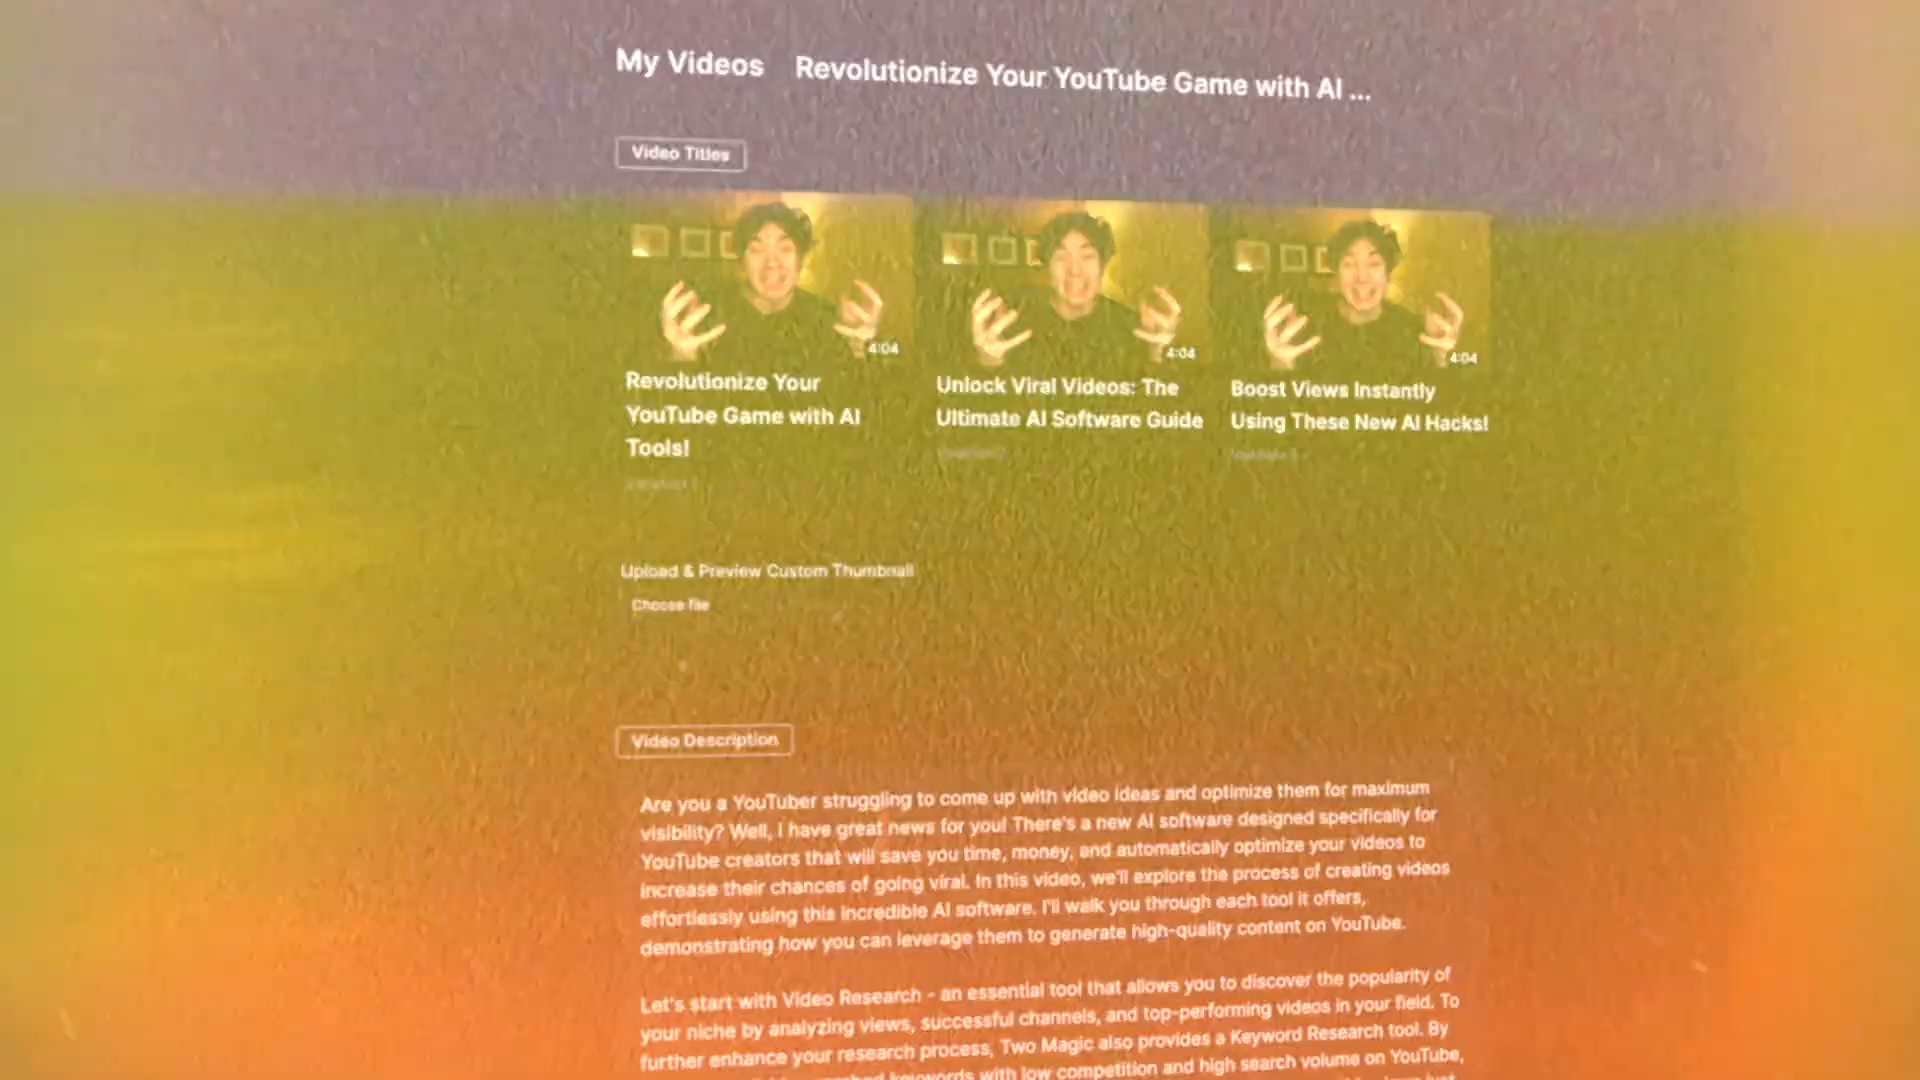 My Videos Revolutionize Your YouTube Game with AI ...
Video Titles
4:04
4:04
4:04
Revolutionize Your
YouTube Game with AI
Tools!
Unlock Viral Videos: The
Ultimate AI Software Guide
Boost Views Instantly
Using These New AI Hacks!
Upload & Preview Custom Thumbnail
Choose file
Video Description
Are you a YouTuber struggling to come up with video ideas and optimize them for maximum
visibility? Well, I have great news for you! There's a new AI software designed specifically for
YouTube creators that will save you time, money, and automatically optimize your videos to
increase their chances of going viral. In this video, we'll explore the process of creating videos
effortlessly using this incredible AI software. I'll walk you through each tool it offers,
demonstrating how you can leverage them to generate high-quality content on YouTube.
Let's start with Video Research - an essential tool that allows you to discover the popularity of
your niche by analyzing views, successful channels, and top-performing videos in your field. To
further enhance your research process, Two Magic also provides a Keyword Research tool. By
keywords with low competition and high search volume on YouTube,